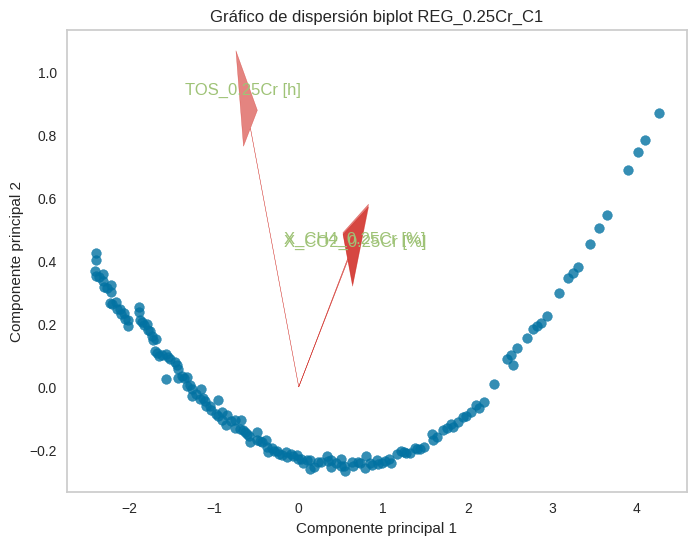 Gráfico de dispersión biplot REG_0.25Cr_C1
Componente principal 2
1.0
0.8
0.6
0.4
0.2
0.0
−0.2
TOS_0.25Cr [h]
X_CH4_0.25Cr [%]
X_CO2_0.25Cr [%]
−2
−1
0
1
2
3
4
Componente principal 1